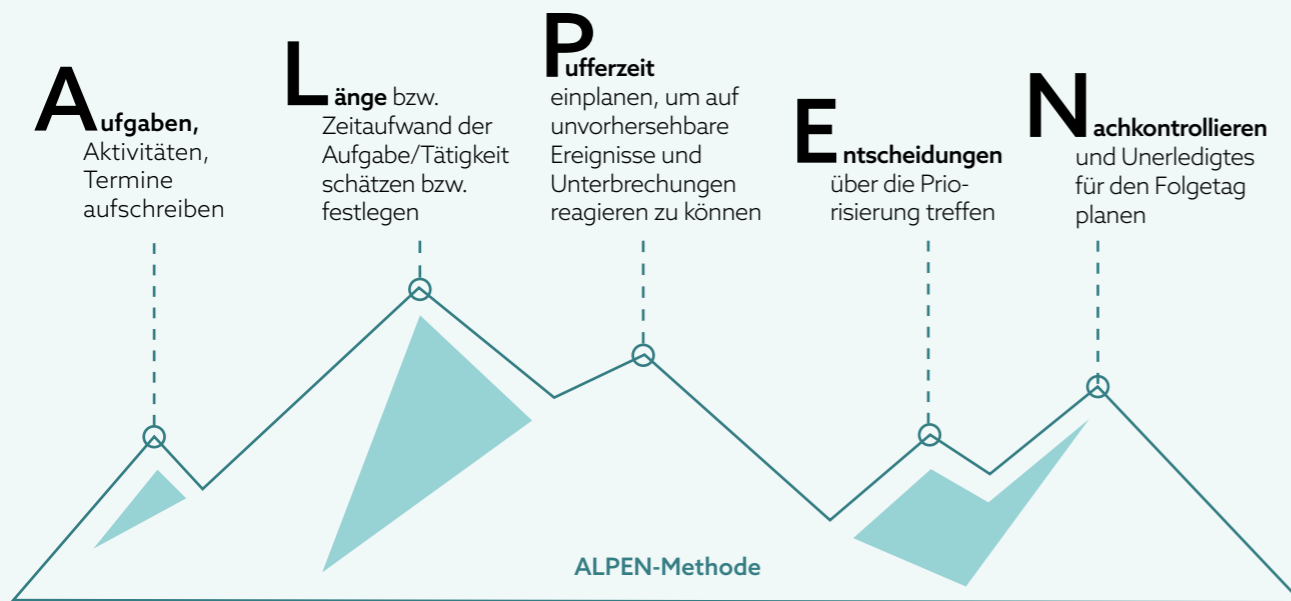 Aufgaben,
Aktivitäten,
Termine
aufschreiben
Länge bzw.
Zeitaufwand der
Aufgabe/Tätigkeit
schätzen bzw.
festlegen
Pufferzeit
einplanen, um auf
unvorhersehbare
Ereignisse und
Unterbrechungen
reagieren zu können
Entscheidungen
über die Prio-
risierung treffen
Nachkontrollieren
und Unerledigtes
für den Folgetag
planen
ALPEN-Methode